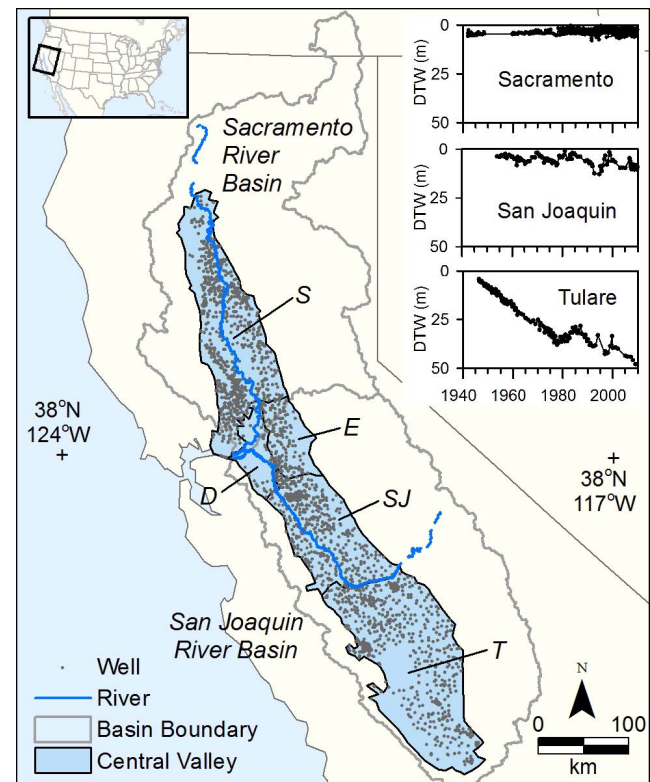 Sacramento
River
Basin
DTW (m)
0
25
50
Sacramento
DTW (m)
0
25
50
San Joaquin
DTW (m)
0
25
50
Tulare
1940 1960 1980 2000
S
E
D
SJ
T
38°N
124°W
+
+
38°N
117°W
San Joaquin
River Basin
Well
River
Basin Boundary
Central Valley
N
0 100
km